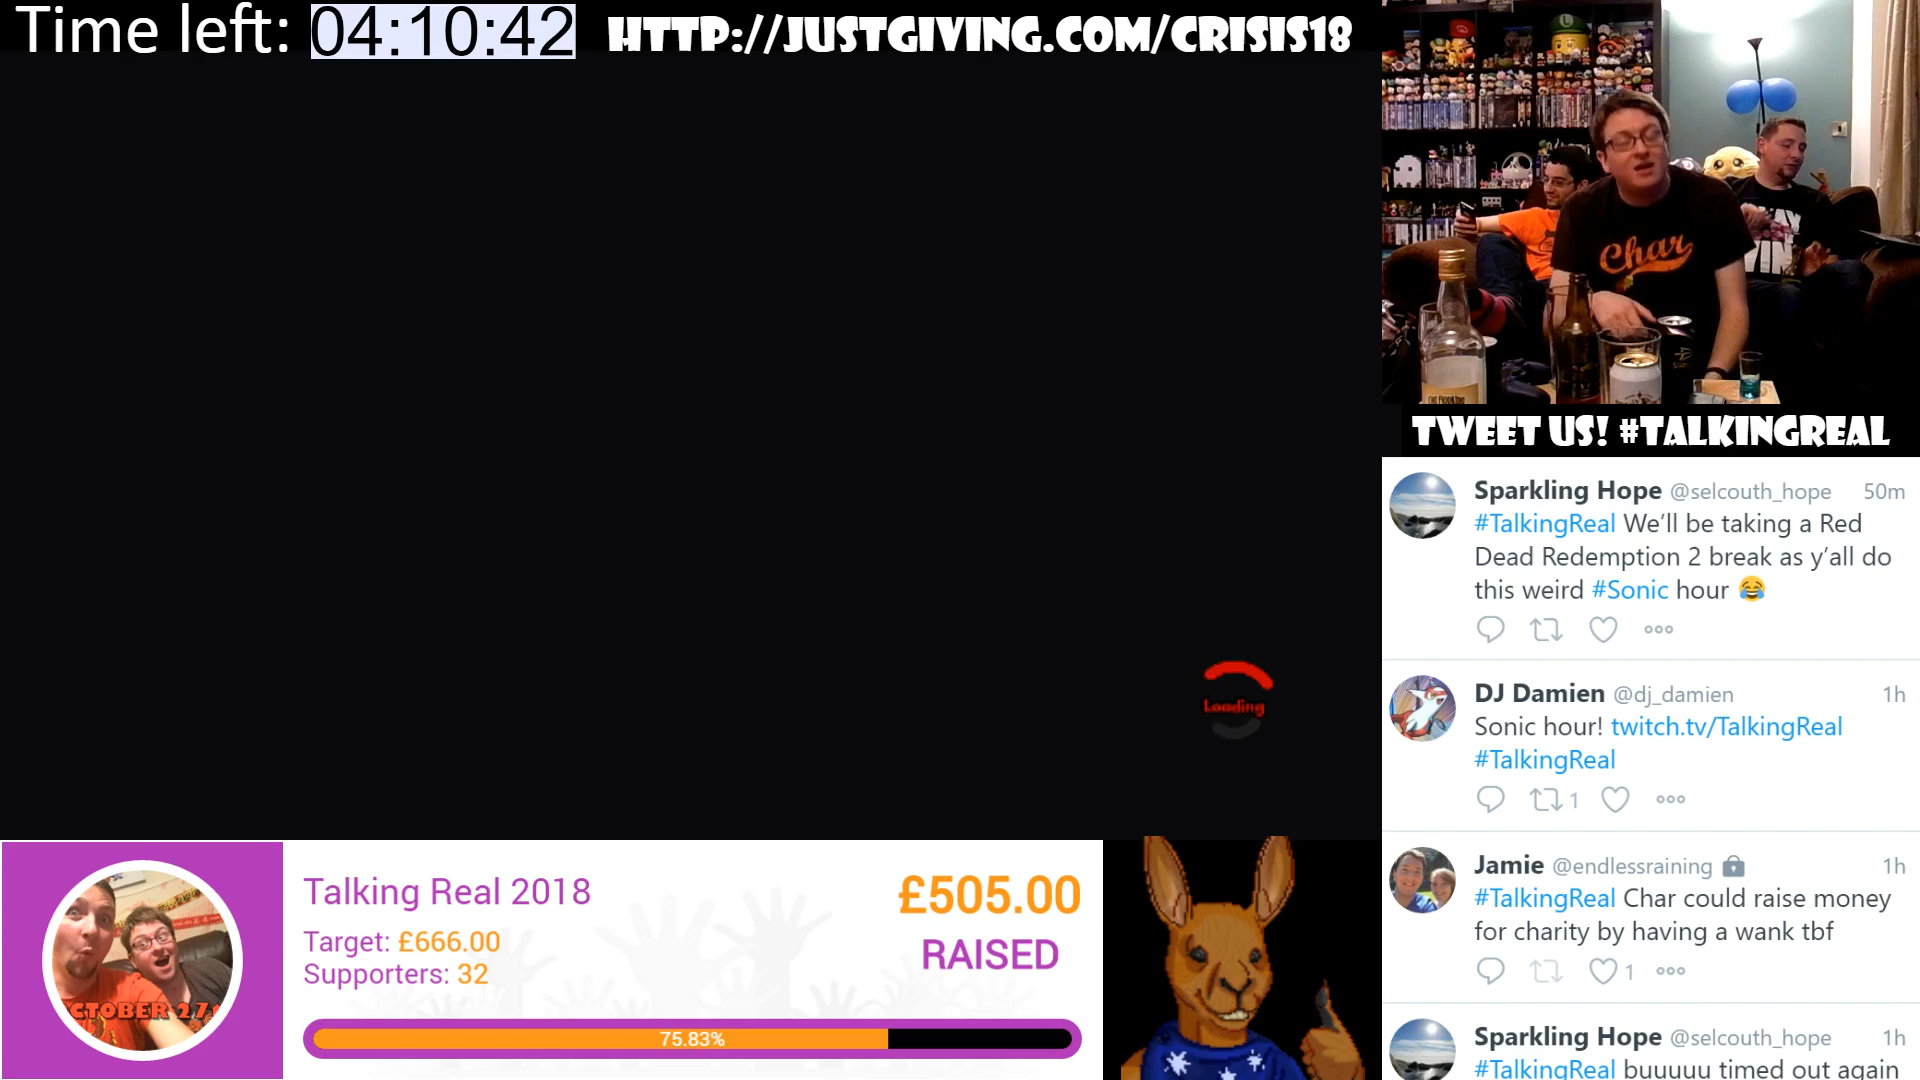 Time left: 04:10:42
HTTP://JUSTGIVING.COM/CRISIS18
Char
TWEET US! #TALKINGREAL
Sparkling Hope @selcouth_hope 50m
#TalkingReal We’ll be taking a Red
Dead Redemption 2 break as y’all do
this weird #Sonic hour 😂
DJ Damien @dj_damien 1h
Sonic hour! twitch.tv/TalkingReal
#TalkingReal
1
Jamie @endlessraining 1h
#TalkingReal Char could raise money
for charity by having a wank tbf
1
Sparkling Hope @selcouth_hope 1h
#TalkingReal buuuuu timed out again
Loading
Talking Real 2018
Target: £666.00
Supporters: 32
£505.00
RAISED
75.83%
CTOBER 27